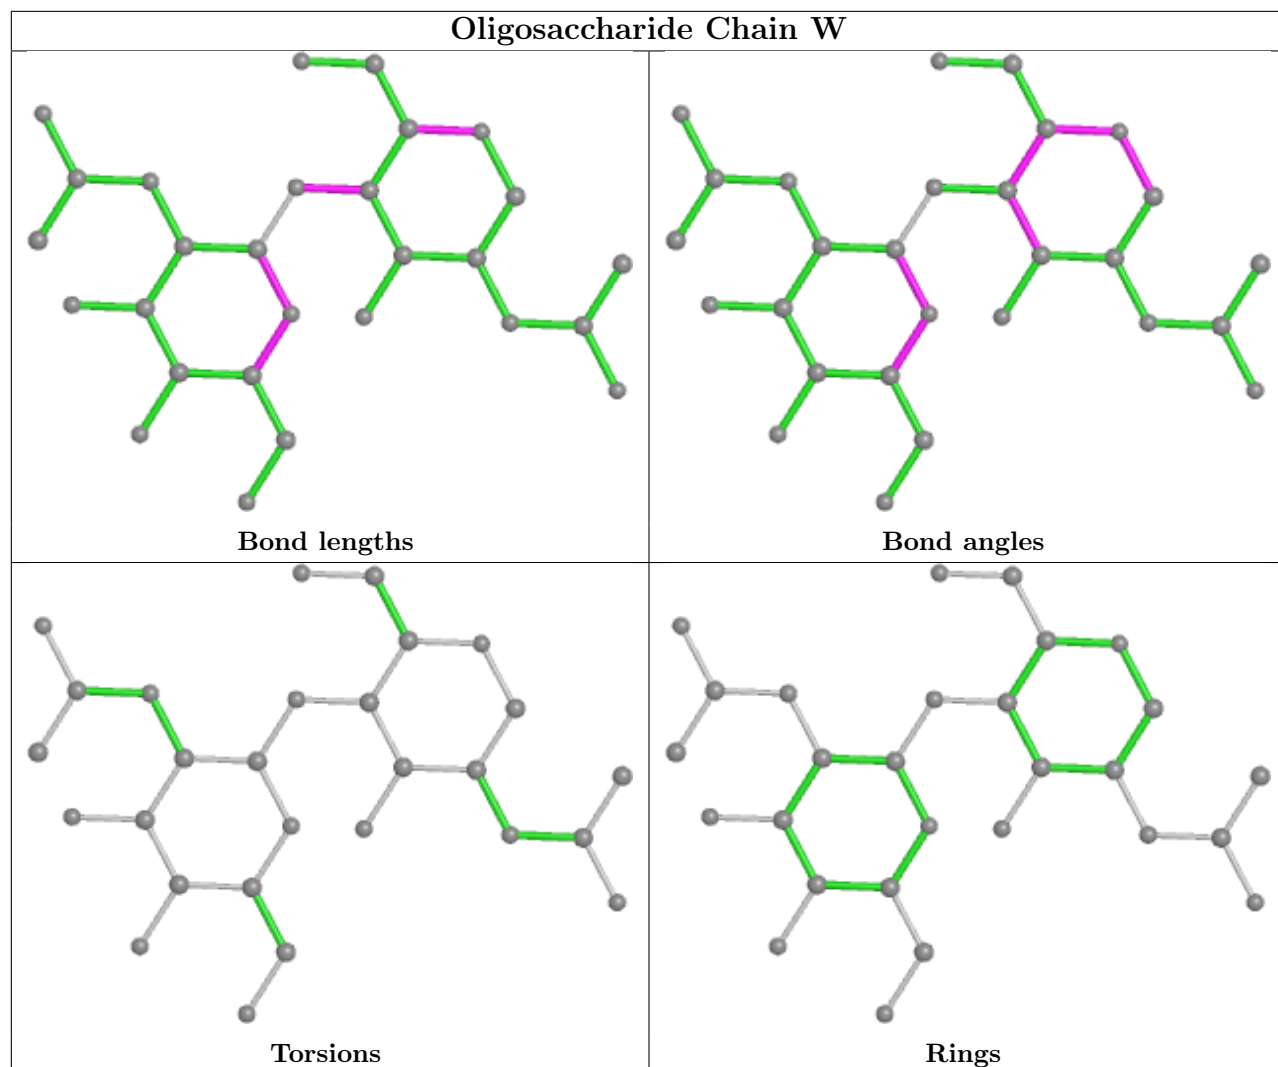 Oligosaccharide Chain W
Bond lengths
Bond angles
Torsions
Rings